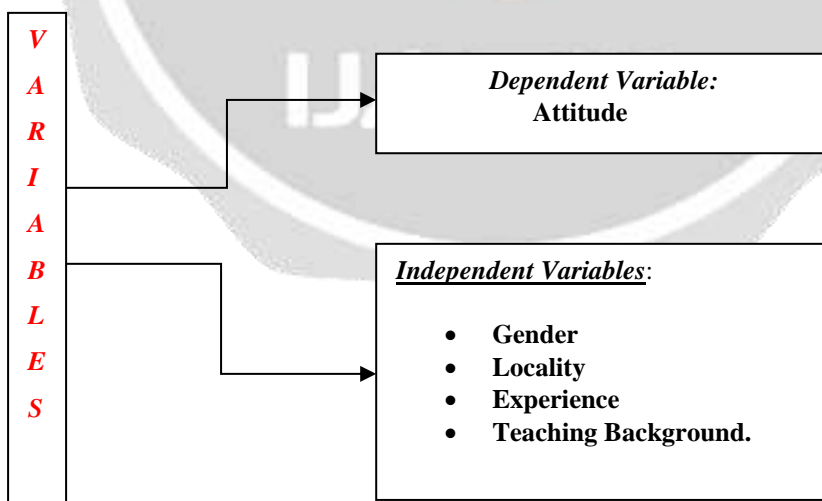 V
A
R
I
A
B
L
E
S
Dependent Variable:
Attitude
Independent Variables:
• Gender
• Locality
• Experience
• Teaching Background.